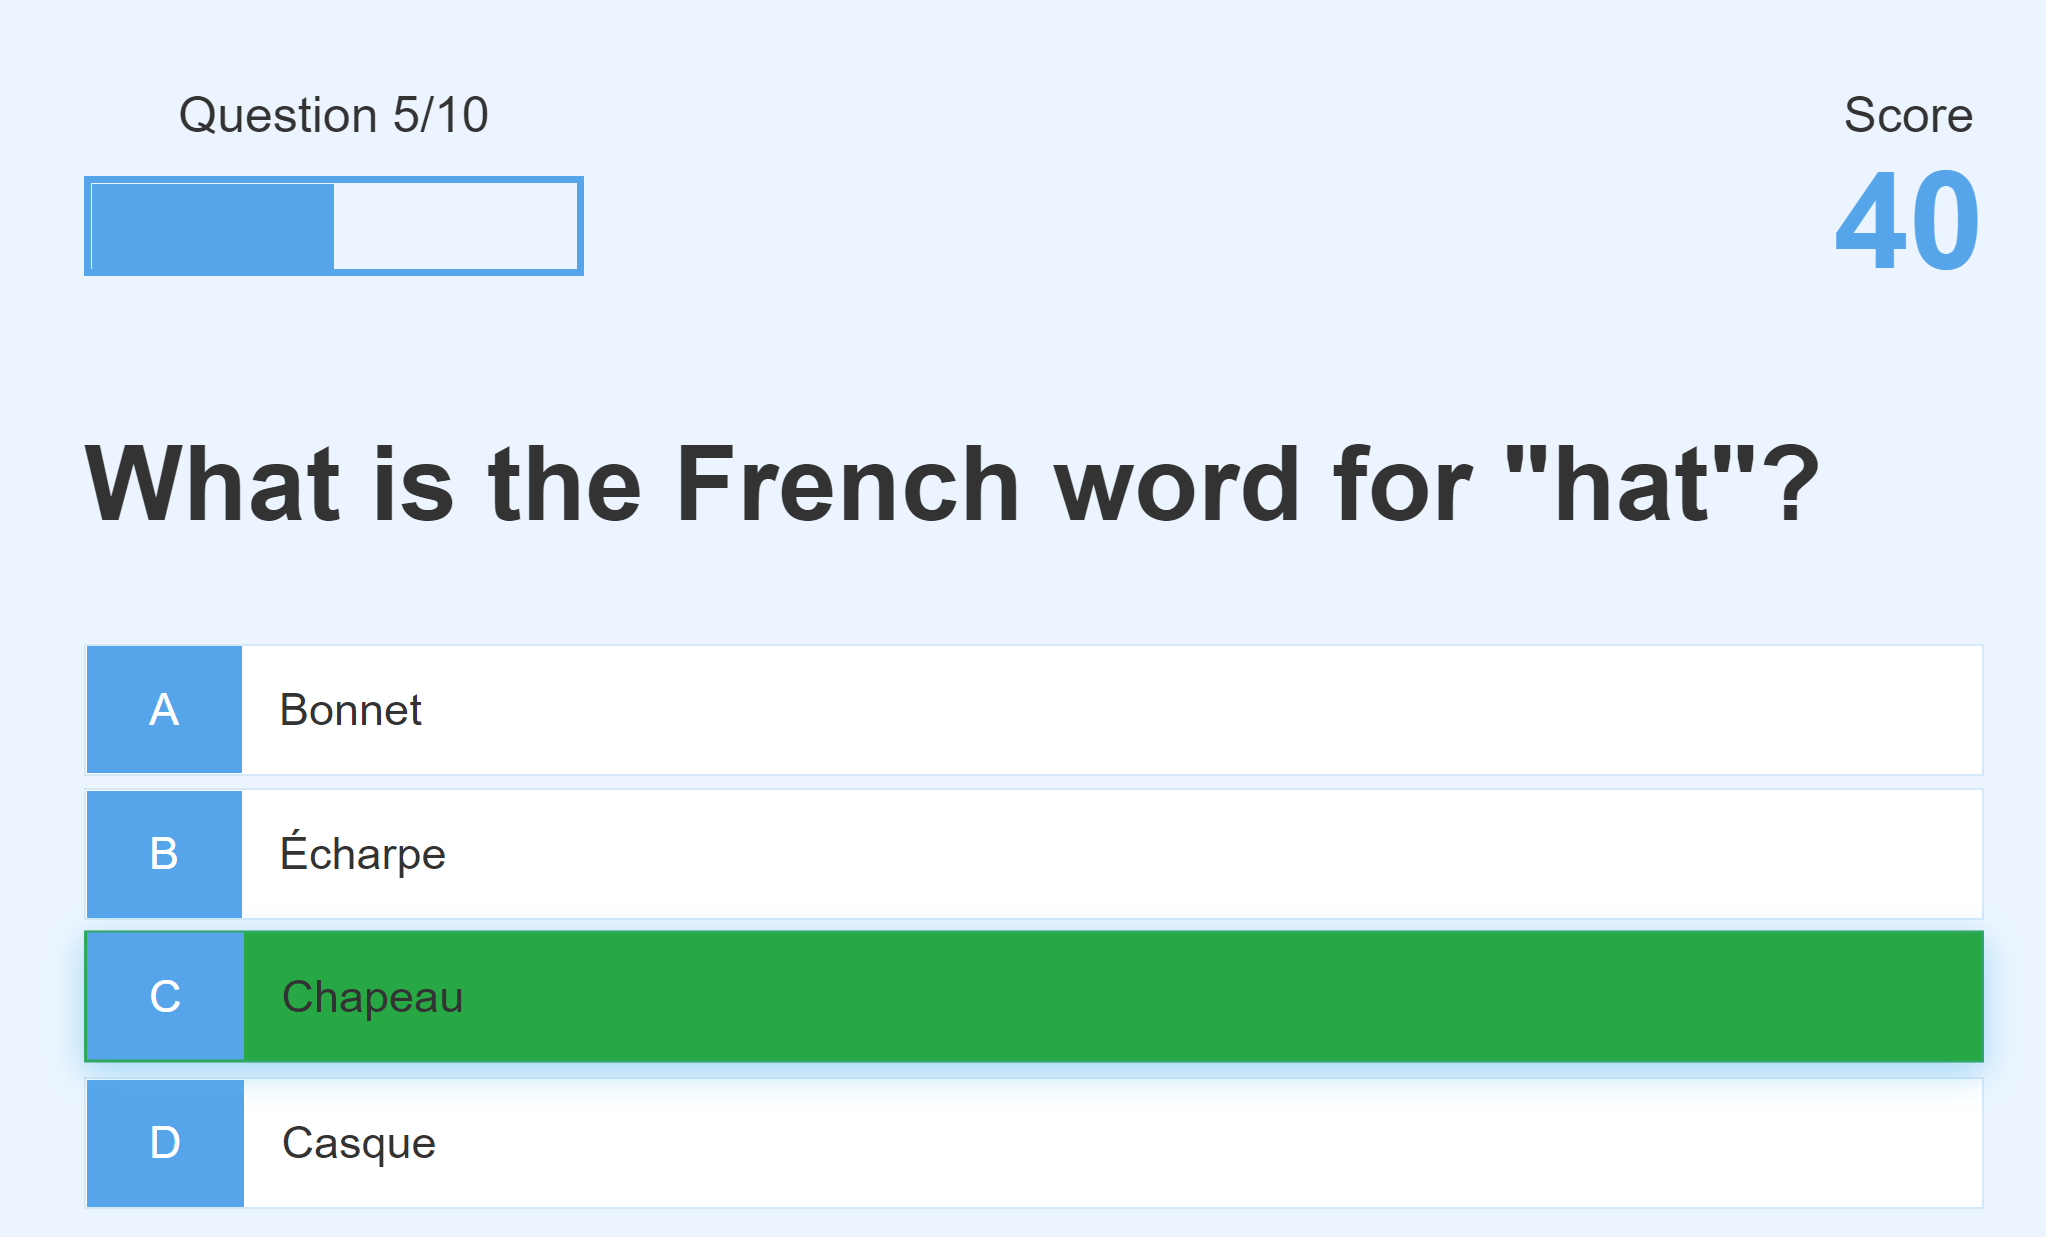 Question 5/10
Score
40
What is the French word for "hat"?
A Bonnet
B Écharpe
C Chapeau
D Casque